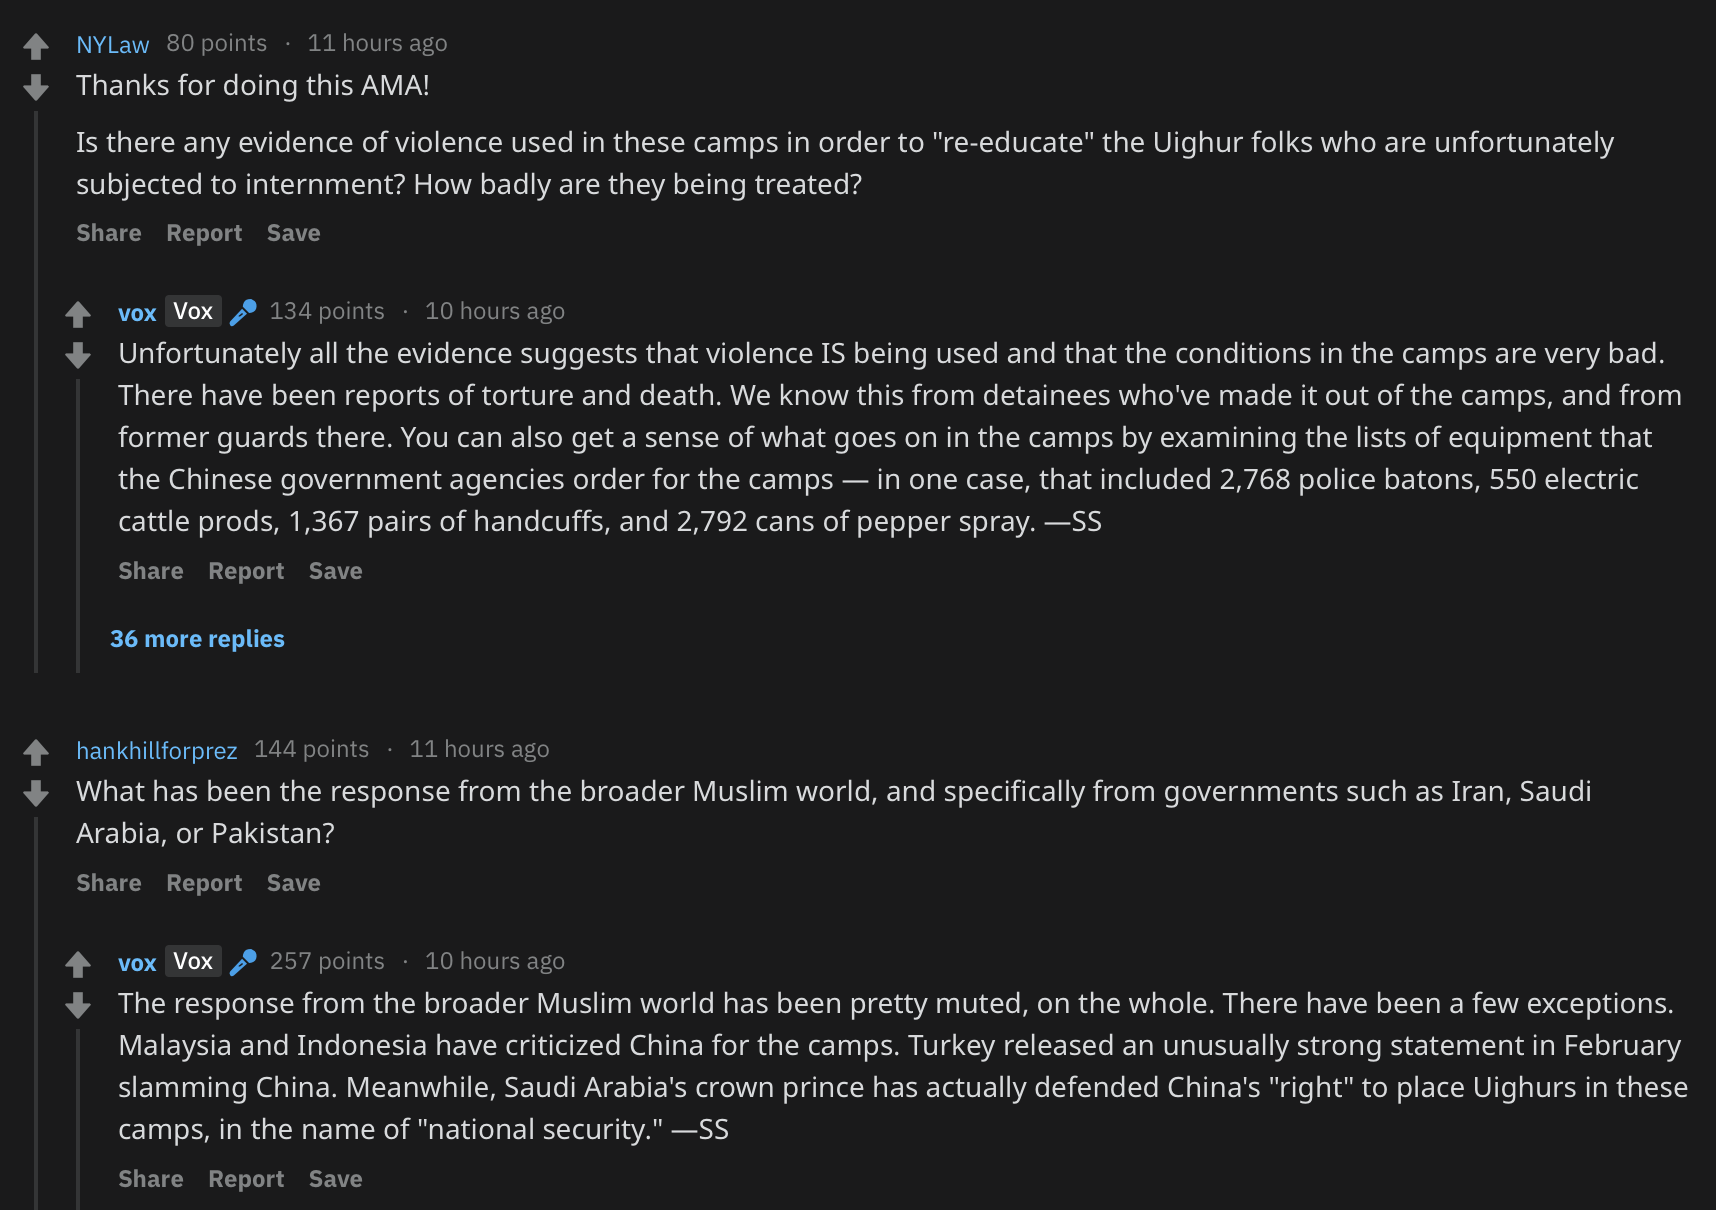 NYLaw 80 points · 11 hours ago
Thanks for doing this AMA!
Is there any evidence of violence used in these camps in order to "re-educate" the Uighur folks who are unfortunately
subjected to internment? How badly are they being treated?
Share Report Save
vox Vox 134 points · 10 hours ago
Unfortunately all the evidence suggests that violence IS being used and that the conditions in the camps are very bad.
There have been reports of torture and death. We know this from detainees who've made it out of the camps, and from
former guards there. You can also get a sense of what goes on in the camps by examining the lists of equipment that
the Chinese government agencies order for the camps — in one case, that included 2,768 police batons, 550 electric
cattle prods, 1,367 pairs of handcuffs, and 2,792 cans of pepper spray. —SS
Share Report Save
36 more replies
hankhillforprez 144 points · 11 hours ago
What has been the response from the broader Muslim world, and specifically from governments such as Iran, Saudi
Arabia, or Pakistan?
Share Report Save
vox Vox 257 points · 10 hours ago
The response from the broader Muslim world has been pretty muted, on the whole. There have been a few exceptions.
Malaysia and Indonesia have criticized China for the camps. Turkey released an unusually strong statement in February
slamming China. Meanwhile, Saudi Arabia's crown prince has actually defended China's "right" to place Uighurs in these
camps, in the name of "national security." —SS
Share Report Save